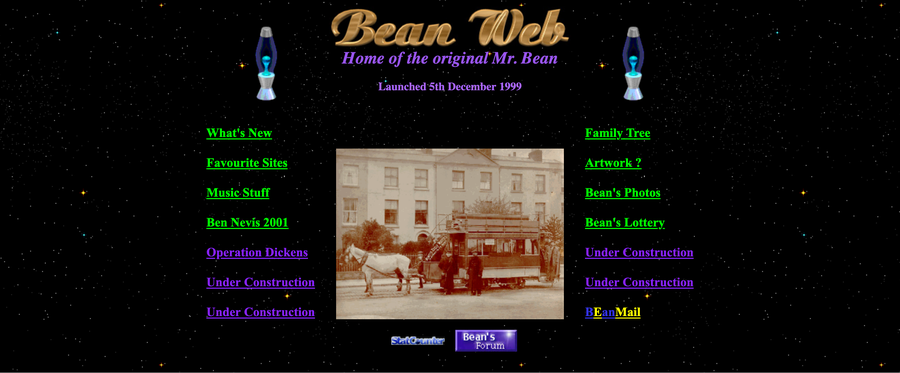 Bean Web
Home of the original Mr. Bean
Launched 5th December 1999
What's New
Favourite Sites
Music Stuff
Ben Nevis 2001
Operation Dickens
Under Construction
Under Construction
Family Tree
Artwork ?
Bean's Photos
Bean's Lottery
Under Construction
Under Construction
BEanMail
StatCounter
Bean's
Forum